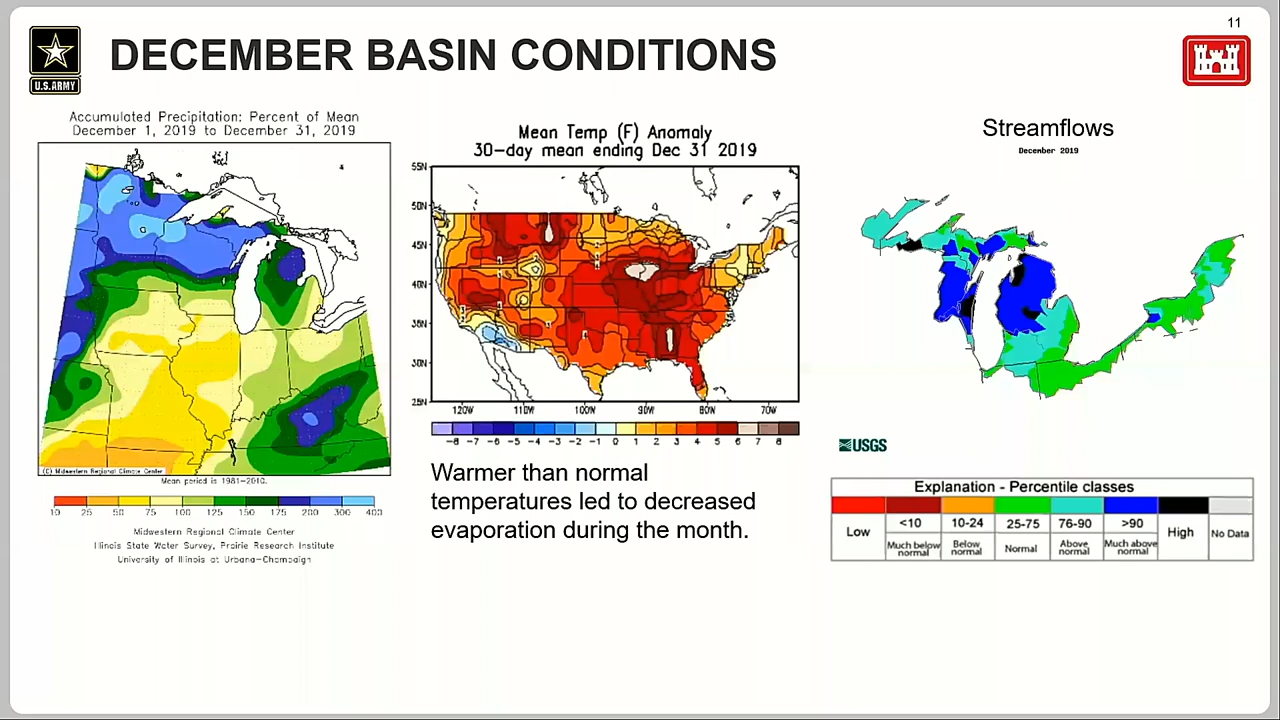 11
U.S.ARMY
DECEMBER BASIN CONDITIONS
Accumulated Precipitation: Percent of Mean
December 1, 2019 to December 31, 2019
(C) Midwestern Regional Climate Center
Mean period is 1981-2010.
10 25 50 75 100 125 150 175 200 300 400
Midwestern Regional Climate Center
Illinois State Water Survey, Prairie Research Institute
University of Illinois at Urbana-Champaign
Mean Temp (F) Anomaly
30-day mean ending Dec 31 2019
55N
50N
45N
40N
35N
30N
25N
120W 110W 100W 90W 80W 70W
-8 -7 -6 -5 -4 -3 -2 -1 0 1 2 3 4 5 6 7 8
Warmer than normal
temperatures led to decreased
evaporation during the month.
Streamflows
December 2019
USGS
Explanation - Percentile classes
Low <10 10-24 25-75 76-90 >90 High No Data
Much below normal Below normal Normal Above normal Much above normal